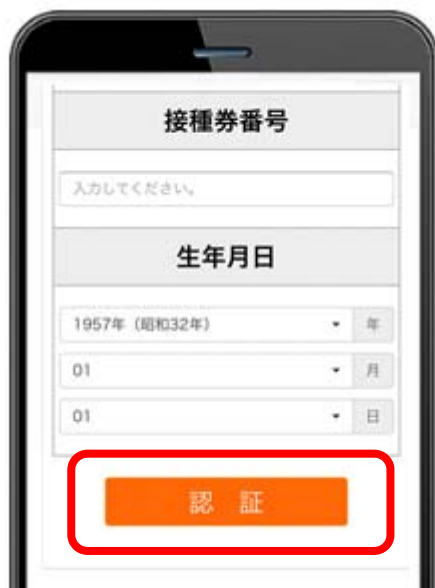 接種券番号
入力してください。
生年月日
1957年（昭和32年） 年
01 月
01 日
認 証